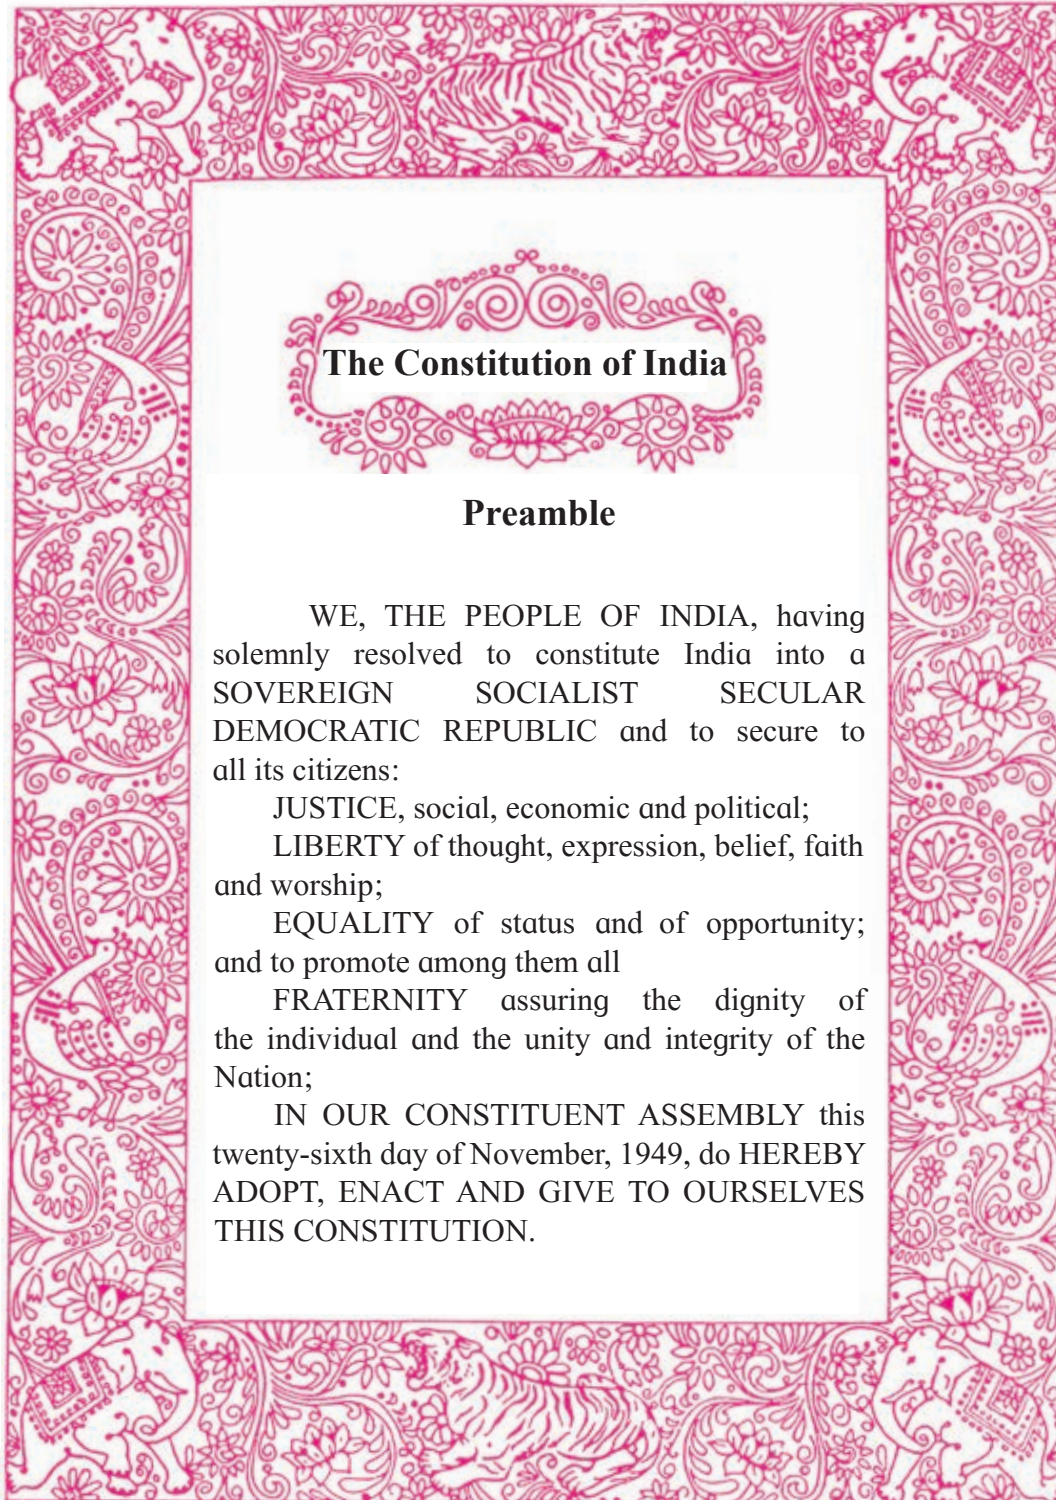 The Constitution of India
Preamble
WE, THE PEOPLE OF INDIA, having
solemnly resolved to constitute India into a
SOVEREIGN SOCIALIST SECULAR
DEMOCRATIC REPUBLIC and to secure to
all its citizens:
JUSTICE, social, economic and political;
LIBERTY of thought, expression, belief, faith
and worship;
EQUALITY of status and of opportunity;
and to promote among them all
FRATERNITY assuring the dignity of
the individual and the unity and integrity of the
Nation;
IN OUR CONSTITUENT ASSEMBLY this
twenty-sixth day of November, 1949, do HEREBY
ADOPT, ENACT AND GIVE TO OURSELVES
THIS CONSTITUTION.